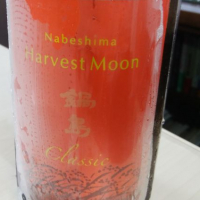 Nabeshima
Harvest Moon
鍋
島
Classic